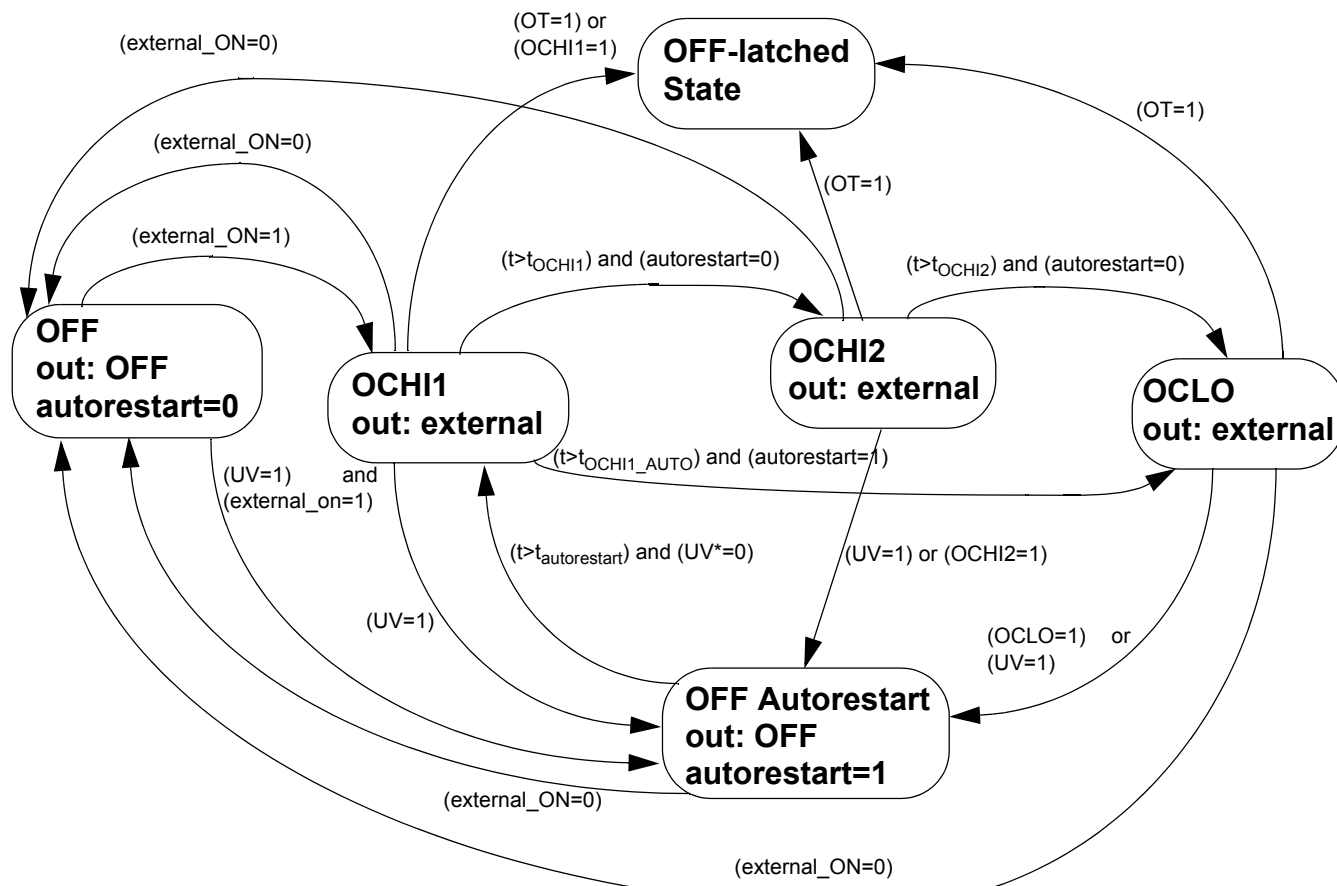 (OT=1) or
(OCHI1=1)
(external_ON=0)
OFF-latched
State
(OT=1)
(external_ON=0)
(OT=1)
(external_ON=1)
(t>tOCHI1) and (autorestart=0)
(t>tOCHI2) and (autorestart=0)
OFF
out: OFF
autorestart=0
OCHI1
out: external
OCHI2
out: external
OCLO
out: external
(t>tOCHI1_AUTO) and (autorestart=1)
(UV=1) and
(external_on=1)
(t>tautorestart) and (UV*=0)
(UV=1) or (OCHI2=1)
(UV=1)
(OCLO=1) or
(UV=1)
OFF Autorestart
out: OFF
autorestart=1
(external_ON=0)
(external_ON=0)